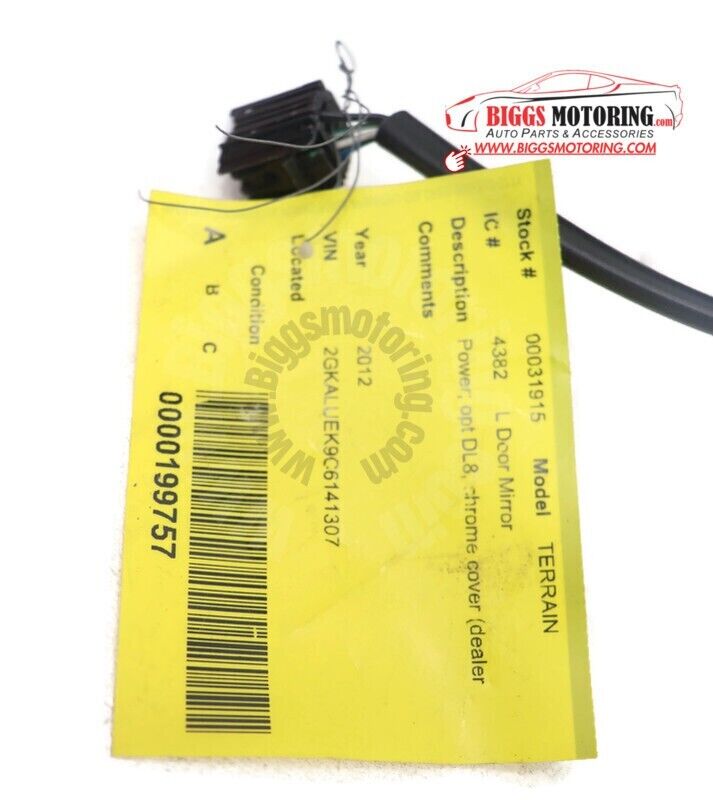 BIGGS MOTORING.com
AUTO PARTS & ACCESSORIES
WWW.BIGGSMOTORING.COM
Stock # 00031915 Model TERRAIN
IC # 4382 L Door Mirror
Description Power, opt DL8, chrome cover (dealer
Comments
Year 2012
VIN 2GKALUEK9C6141307
Located
Condition
A B C
0000199757
www.Biggsmotoring.com